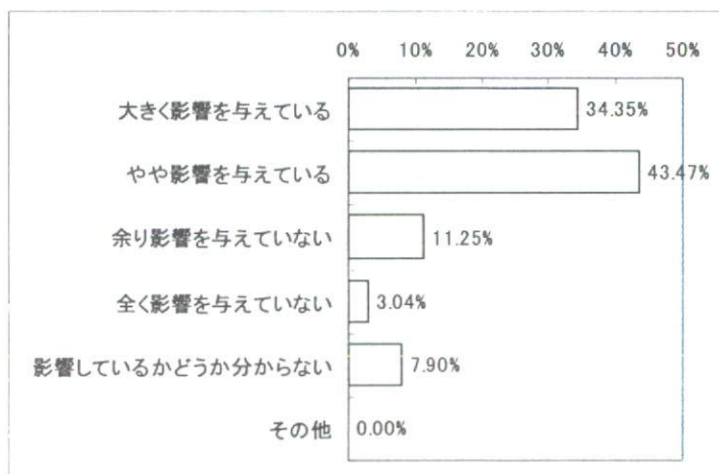 0% 10% 20% 30% 40% 50%
大きく影響を与えている 34.35%
やや影響を与えている 43.47%
余り影響を与えていない 11.25%
全く影響を与えていない 3.04%
影響しているかどうか分からない 7.90%
その他 0.00%